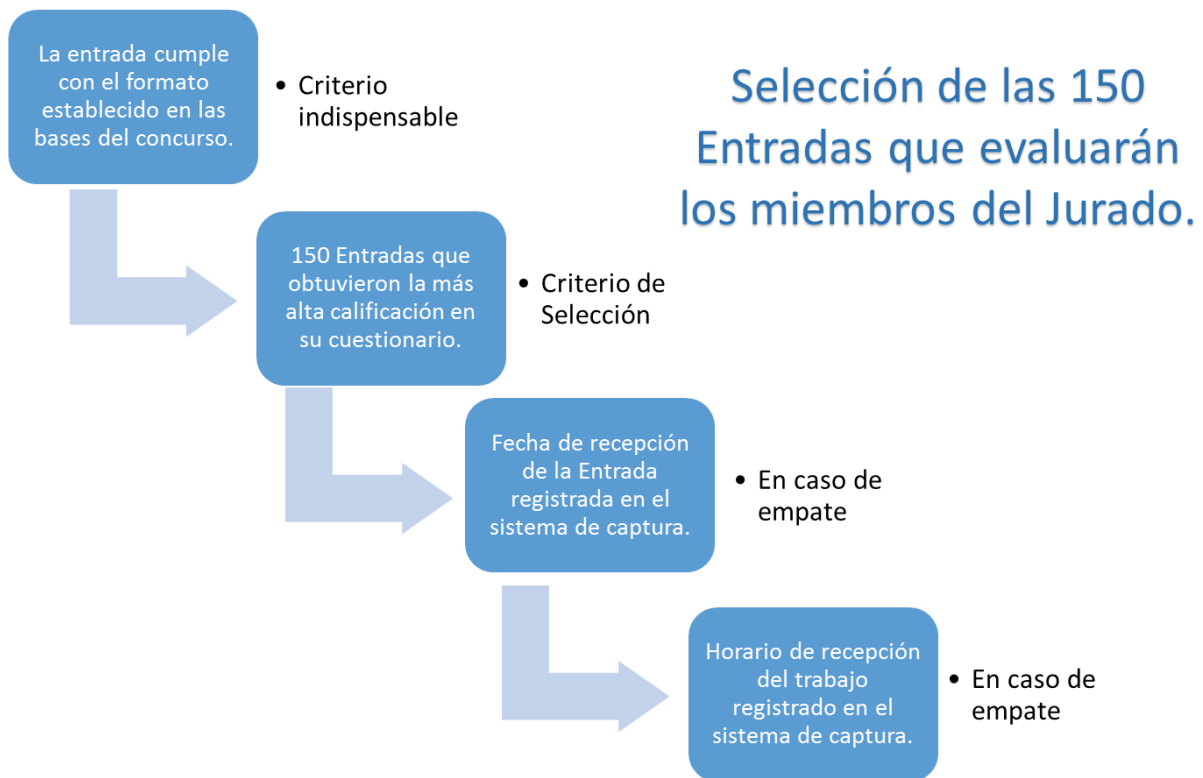 La entrada cumple
con el formato
establecido en las
bases del concurso.
• Criterio
indispensable
Selección de las 150
Entradas que evaluarán
los miembros del Jurado.
150 Entradas que
obtuvieron la más
alta calificación en
su cuestionario.
• Criterio de
Selección
Fecha de recepción
de la Entrada
registrada en el
sistema de captura.
• En caso de
empate
Horario de recepción
del trabajo
registrado en el
sistema de captura.
• En caso de
empate